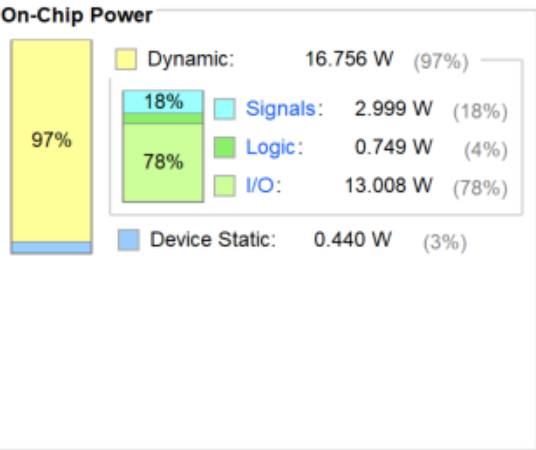 On-Chip Power
Dynamic: 16.756 W (97%)
18% Signals: 2.999 W (18%)
97% Logic: 0.749 W (4%)
78% I/O: 13.008 W (78%)
Device Static: 0.440 W (3%)